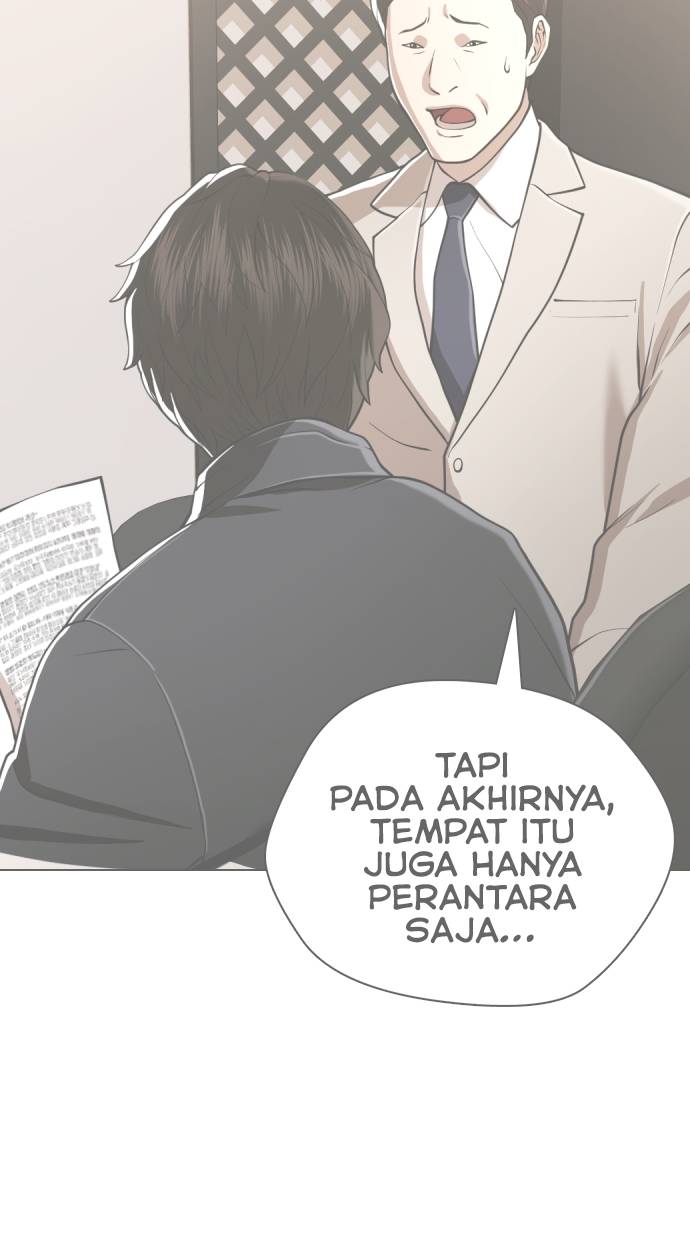 TAPI
PADA AKHIRNYA,
TEMPAT ITU
JUGA HANYA
PERANTARA
SAJA...